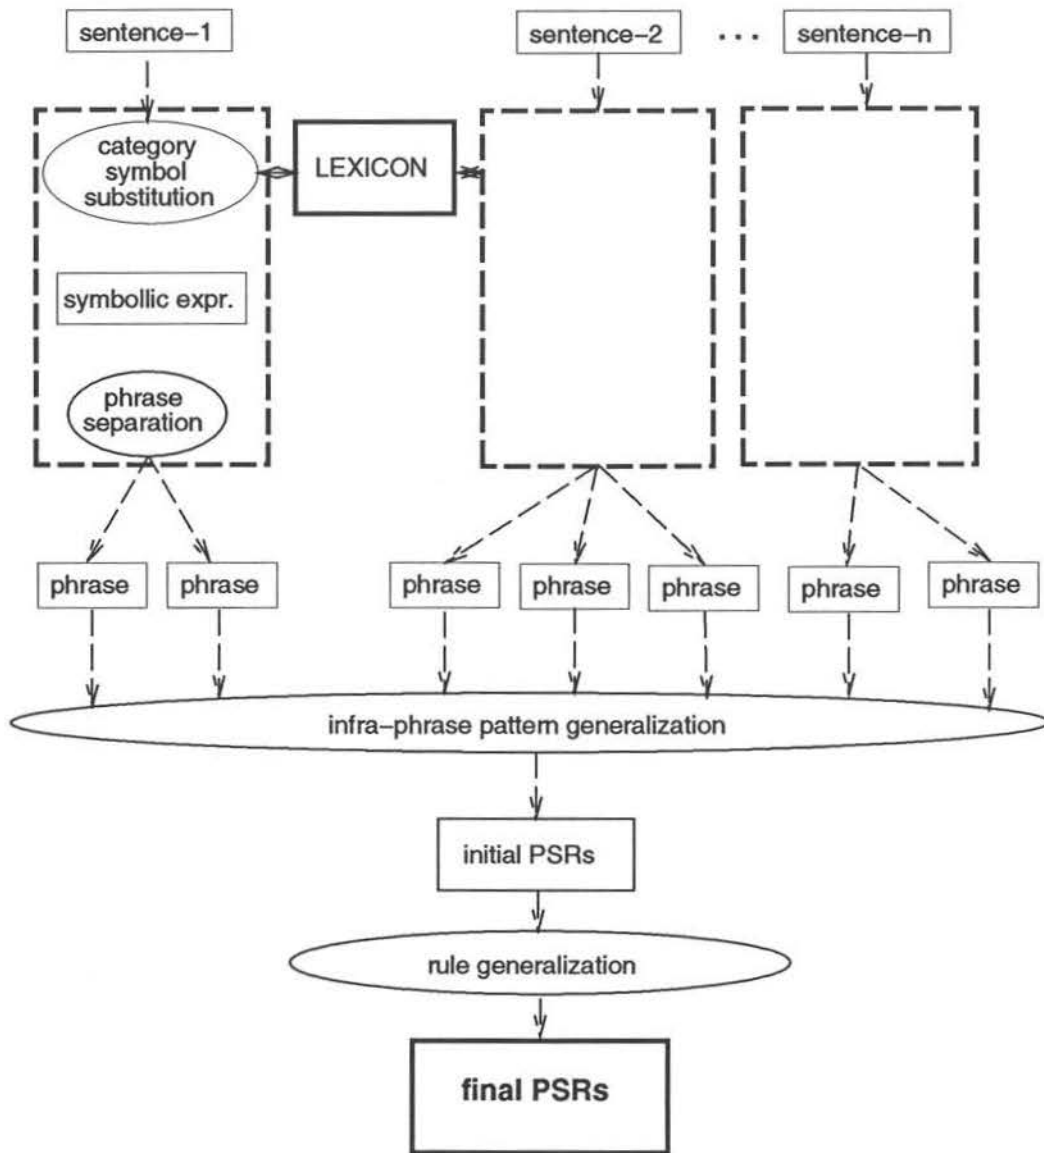 sentence–1
sentence–2 ... sentence–n
category
symbol
substitution
LEXICON
symbollic expr.
phrase
separation
phrase phrase phrase phrase phrase phrase phrase
infra–phrase pattern generalization
initial PSRs
rule generalization
final PSRs